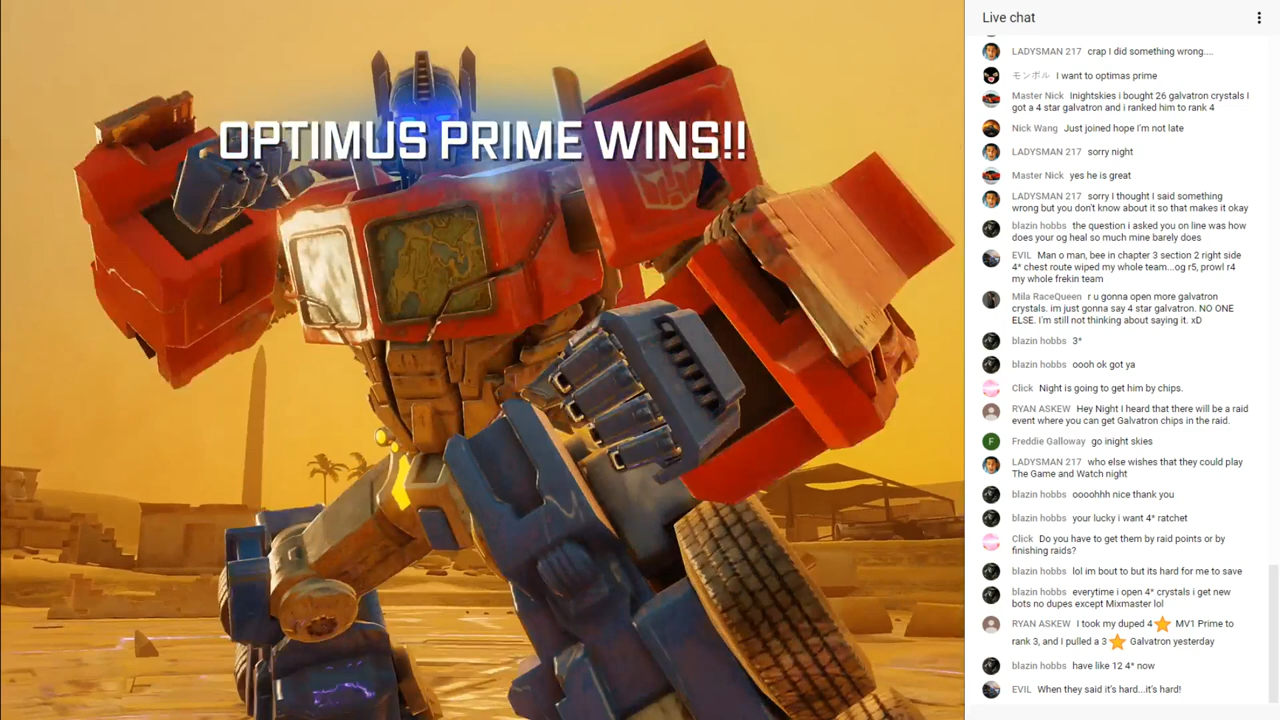 OPTIMUS PRIME WINS!!
Live chat
LADYSMAN 217 crap I did something wrong....
モンボル I want to optimas prime
Master Nick Inightskies i bought 26 galvatron crystals I
got a 4 star galvatron and i ranked him to rank 4
Nick Wang Just joined hope I'm not late
LADYSMAN 217 sorry night
Master Nick yes he is great
LADYSMAN 217 sorry I thought I said something
wrong but you don't know about it so that makes it okay
blazin hobbs the question i asked you on line was how
does your og heal so much mine barely does
EVIL Man o man, bee in chapter 3 section 2 right side
4* chest route wiped my whole team...og r5, prowl r4
my whole frekin team
Mila RaceQueen r u gonna open more galvatron
crystals. im just gonna say 4 star galvatron. NO ONE
ELSE. I'm still not thinking about saying it. xD
blazin hobbs 3*
blazin hobbs oooh ok got ya
Click Night is going to get him by chips.
RYAN ASKEW Hey Night I heard that there will be a raid
event where you can get Galvatron chips in the raid.
F Freddie Galloway go inight skies
LADYSMAN 217 who else wishes that they could play
The Game and Watch night
blazin hobbs oooohhh nice thank you
blazin hobbs your lucky i want 4* ratchet
Click Do you have to get them by raid points or by
finishing raids?
blazin hobbs lol im bout to but its hard for me to save
blazin hobbs everytime i open 4* crystals i get new
bots no dupes except Mixmaster lol
RYAN ASKEW I took my duped 4⭐ MV1 Prime to
rank 3, and I pulled a 3⭐ Galvatron yesterday
blazin hobbs have like 12 4* now
EVIL When they said it's hard...it's hard!